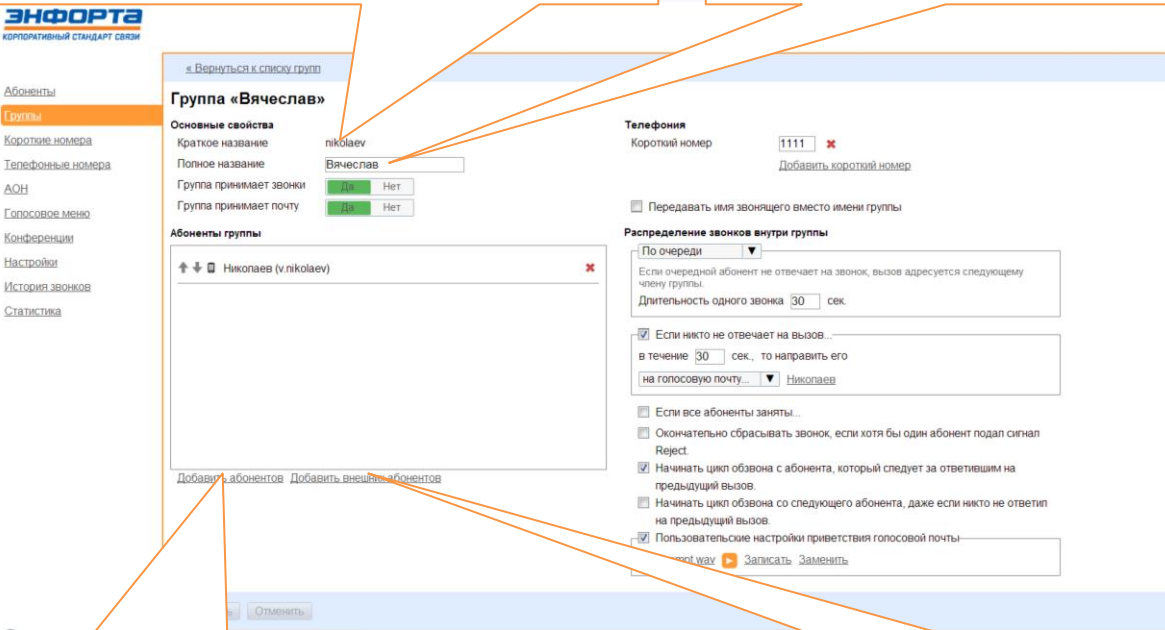 энфорта
КОРПОРАТИВНЫЙ СТАНДАРТ СВЯЗИ
Абоненты
Группы
Короткие номера
Телефонные номера
АОН
Голосовое меню
Конференции
Настройки
История звонков
Статистика
« Вернуться к списку групп
Группа «Вячеслав»
Основные свойства
Краткое название nikolaev
Полное название Вячеслав
Группа принимает звонки Да Нет
Группа принимает почту Да Нет
Абоненты группы
Николаев (v.nikolaev)
Добавить абонентов Добавить внешних абонентов
Телефония
Короткий номер 1111
Добавить короткий номер
Передавать имя звонящего вместо имени группы
Распределение звонков внутри группы
По очереди
Если очередной абонент не отвечает на звонок, вызов адресуется следующему
члену группы.
Длительность одного звонка 30 сек.
Если никто не отвечает на вызов...
в течение 30 сек., то направить его
на голосовую почту... Николаев
Если все абоненты заняты...
Окончательно сбрасывать звонок, если хотя бы один абонент подал сигнал
Reject.
Начинать цикл обзвона с абонента, который следует за ответившим на
предыдущий вызов.
Начинать цикл обзвона со следующего абонента, даже если никто не ответил
на предыдущий вызов.
Пользовательские настройки приветствия голосовой почты
Записать Заменить
Отменить